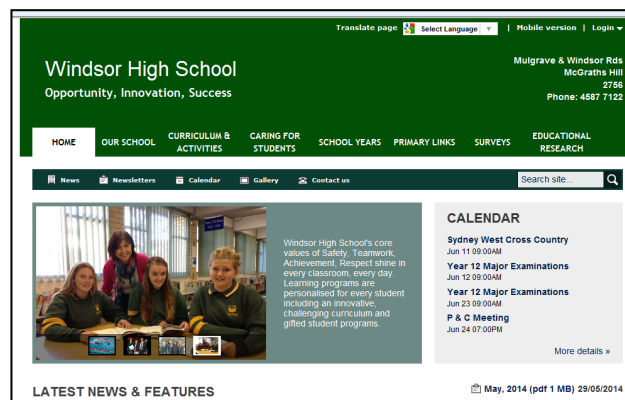 Translate page Select Language | Mobile version | Login
Windsor High School
Opportunity, Innovation, Success
Mulgrave & Windsor Rds
McGraths Hill
2756
Phone: 4587 7122
HOME OUR SCHOOL CURRICULUM & ACTIVITIES CARING FOR STUDENTS SCHOOL YEARS PRIMARY LINKS SURVEYS EDUCATIONAL RESEARCH
News Newsletters Calendar Gallery Contact us Search site...
Windsor High School's core
values of Safety, Teamwork,
Achievement, Respect shine in
every classroom, every day.
Learning programs are
personalised for every student
including an innovative,
challenging curriculum and
gifted student programs.
CALENDAR
Sydney West Cross Country
Jun 11 09:00AM
Year 12 Major Examinations
Jun 12 09:00AM
Year 12 Major Examinations
Jun 23 09:00AM
P & C Meeting
Jun 24 07:00PM
More details »
LATEST NEWS & FEATURES
May, 2014 (pdf 1 MB) 29/05/2014